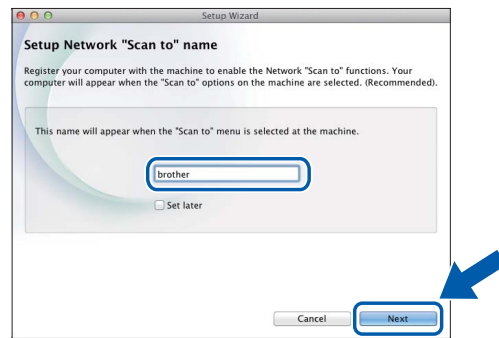 Setup Wizard
Setup Network "Scan to" name
Register your computer with the machine to enable the Network "Scan to" functions. Your
computer will appear when the "Scan to" options on the machine are selected. (Recommended).
This name will appear when the "Scan to" menu is selected at the machine.
brother
Set later
Cancel Next